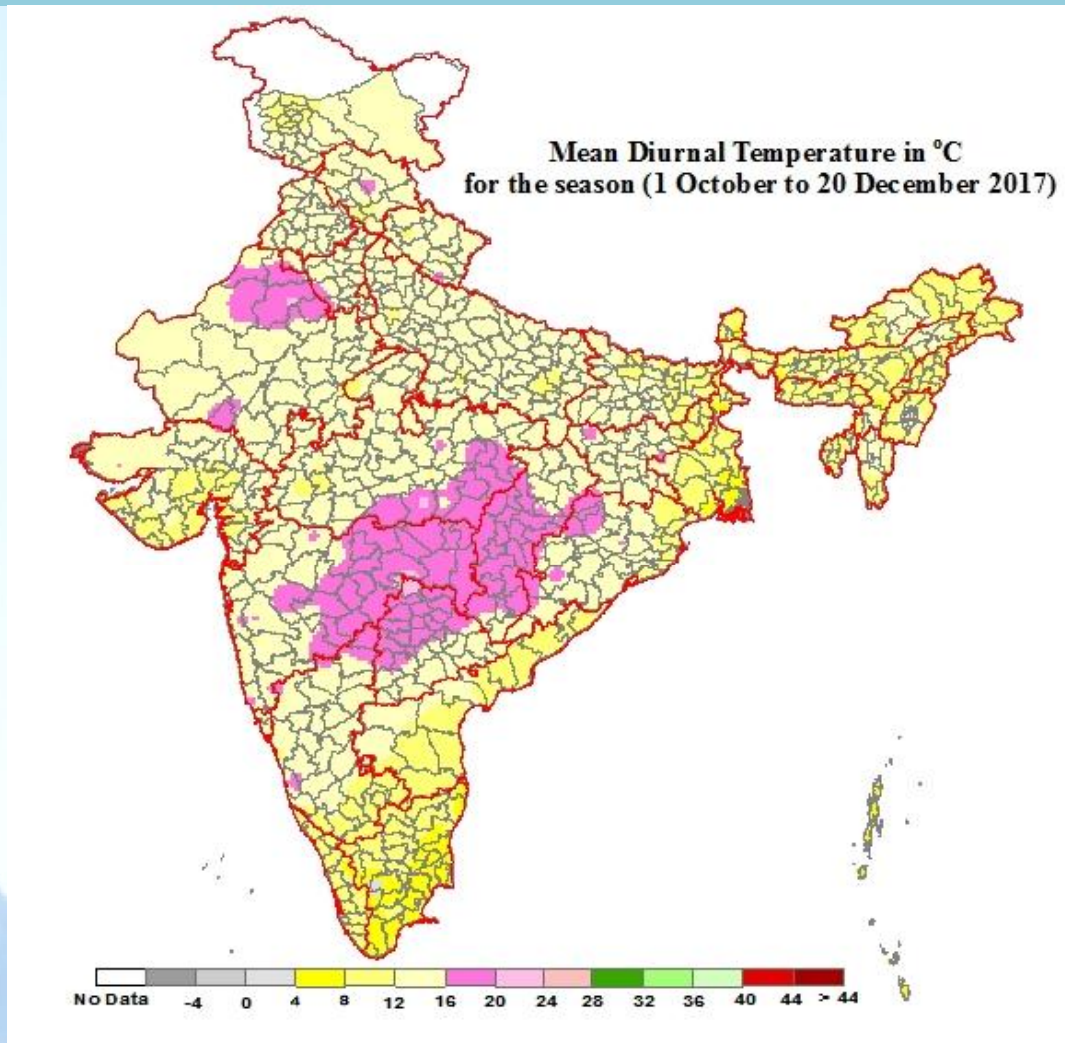 Mean Diurnal Temperature in °C
for the season (1 October to 20 December 2017)
No Data -4 0 4 8 12 16 20 24 28 32 36 40 44 > 44